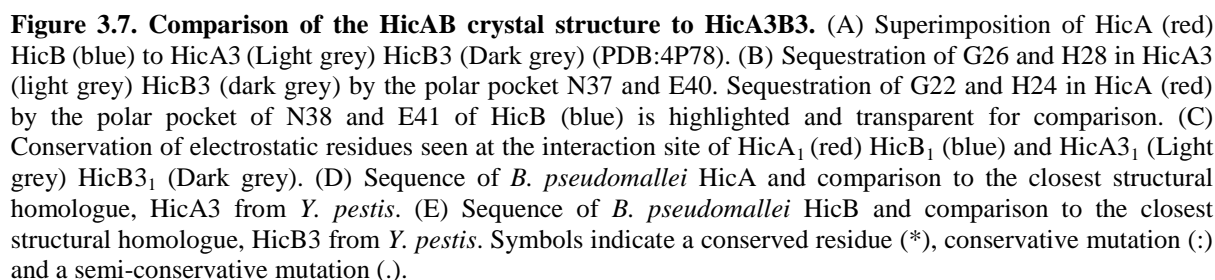 Figure 3.7. Comparison of the HicAB crystal structure to HicA3B3. (A) Superimposition of HicA (red)
HicB (blue) to HicA3 (Light grey) HicB3 (Dark grey) (PDB:4P78). (B) Sequestration of G26 and H28 in HicA3
(light grey) HicB3 (dark grey) by the polar pocket N37 and E40. Sequestration of G22 and H24 in HicA (red)
by the polar pocket of N38 and E41 of HicB (blue) is highlighted and transparent for comparison. (C)
Conservation of electrostatic residues seen at the interaction site of HicA₁ (red) HicB₁ (blue) and HicA3₁ (Light
grey) HicB3₁ (Dark grey). (D) Sequence of B. pseudomallei HicA and comparison to the closest structural
homologue, HicA3 from Y. pestis. (E) Sequence of B. pseudomallei HicB and comparison to the closest
structural homologue, HicB3 from Y. pestis. Symbols indicate a conserved residue (*), conservative mutation (:)
and a semi-conservative mutation (.).